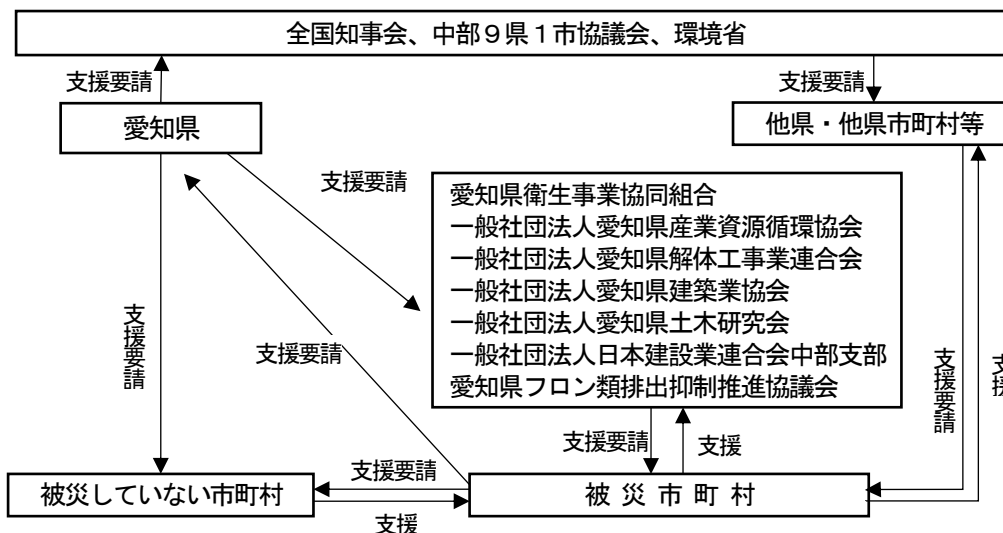 全国知事会、中部９県１市協議会、環境省
支援要請
支援要請
愛知県
他県・他県市町村等
支援要請
愛知県衛生事業協同組合
一般社団法人愛知県産業資源循環協会
一般社団法人愛知県解体工事業連合会
一般社団法人愛知県建築業協会
一般社団法人愛知県土木研究会
一般社団法人日本建設業連合会中部支部
愛知県フロン類排出抑制推進協議会
支援要請
支援要請
支援要請
支援
支援要請
支援
支援要請
被災していない市町村
支援
被災市町村